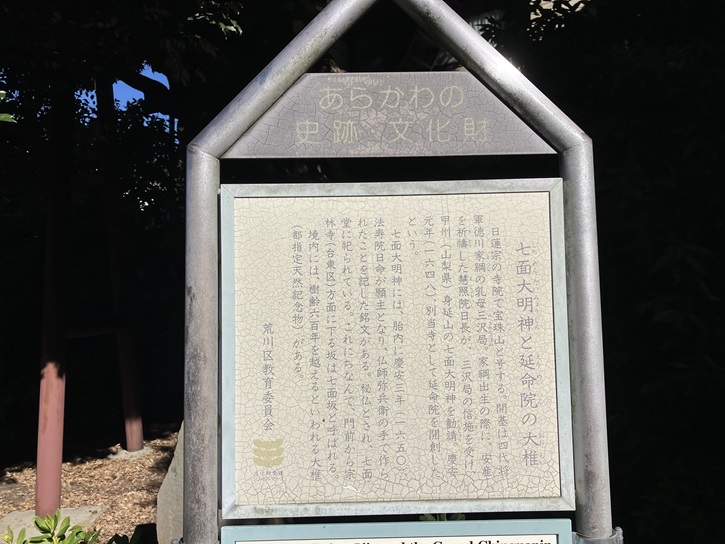 あらかわの
史跡・文化財
七面大明神と延命院の大椎
日蓮宗の寺院で宝珠山と号する。開基は四代将
軍徳川家綱の乳母三沢局。家綱出生の際に、安産
を祈禱した慧照院日長が、三沢局の信施を受け
甲州(山梨県)身延山の七面大明神を勧請、慶安
元年(一六四八)、別当寺として延命院を開創した
という。
七面大明神には、胎内に慶安三年(一六五〇)
法寿院日命が願主となり、仏師弥兵衛の手で作ら
れたことを記した銘文がある。秘仏とされ、七面
堂に祀られている。これにちなんで、門前から宗
林寺(台東区)方面に下る坂は七面坂と呼ばれる。
境内には、樹齢六百年を越えるといわれる大椎
(都指定天然記念物)がある。
荒川区教育委員会